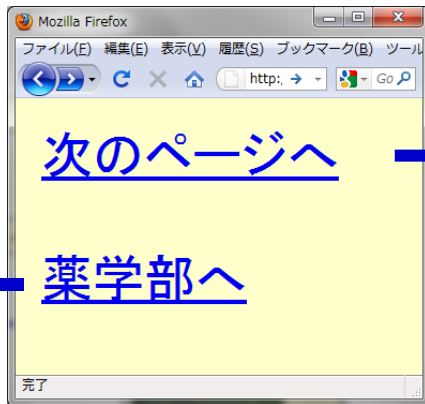 Mozilla Firefox
ファイル(F) 編集(E) 表示(V) 履歴(S) ブックマーク(B) ツール
http: Go
次のページへ
薬学部へ
完了